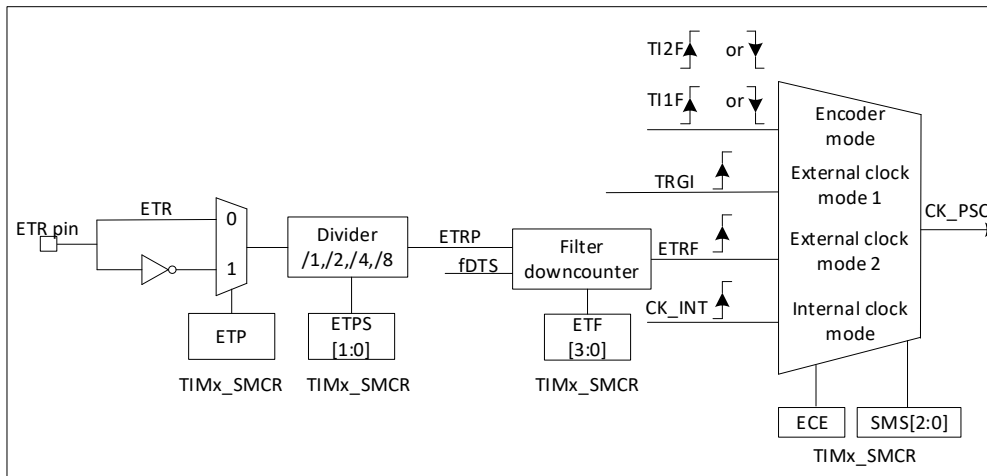 TI2F or
TI1F or
Encoder
mode
TRGI
External clock
mode 1
CK_PSC
ETR pin
ETR
0
1
Divider
/1,/2,/4,/8
ETRP
fDTS
Filter
downcounter
ETRF
External clock
mode 2
CK_INT
Internal clock
mode
ETP
ETPS
[1:0]
ETF
[3:0]
TIMx_SMCR
TIMx_SMCR
TIMx_SMCR
ECE
SMS[2:0]
TIMx_SMCR